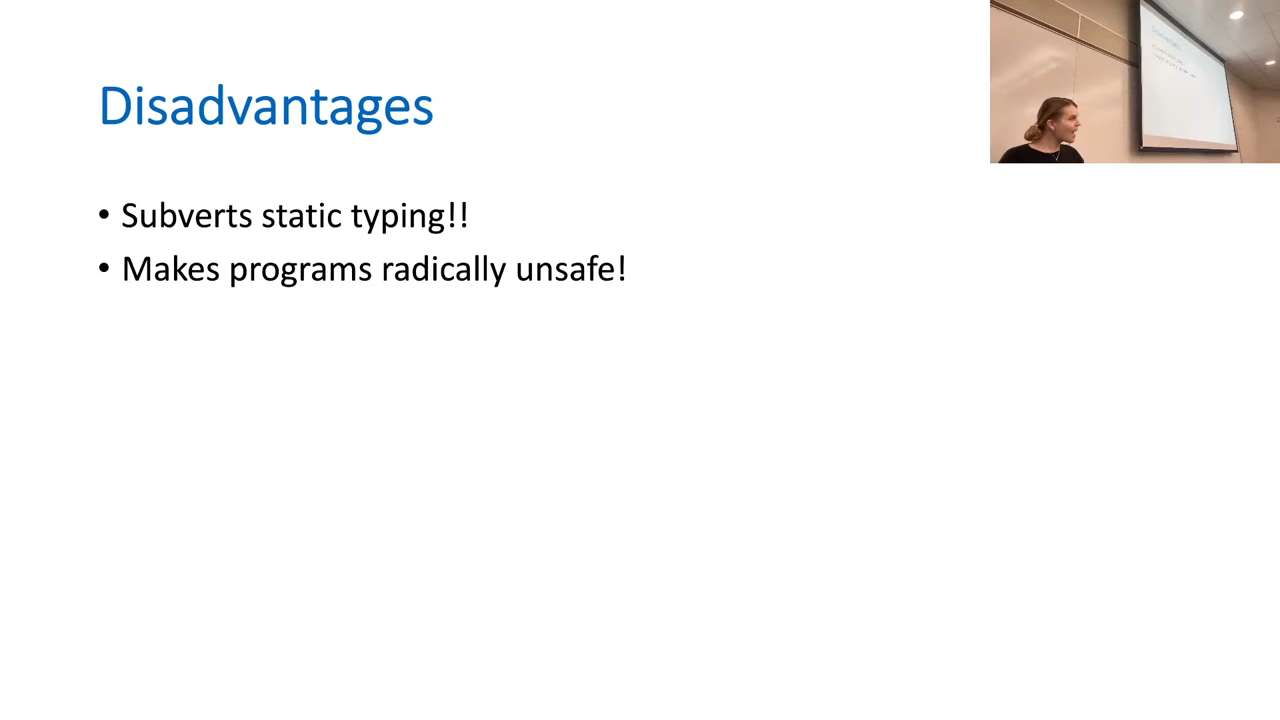 Disadvantages
• Subverts static typing!!
• Makes programs radically unsafe!